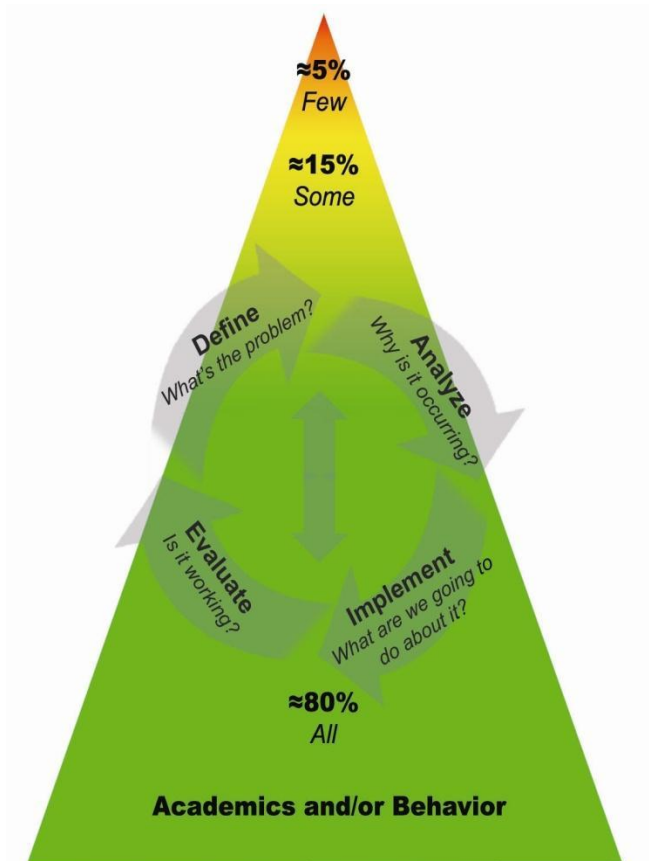 ≈5%
Few
≈15%
Some
Define
What's the problem?
Analyze
Why is it occurring?
Implement
What are we going to
do about it?
Evaluate
Is it working?
≈80%
All
Academics and/or Behavior